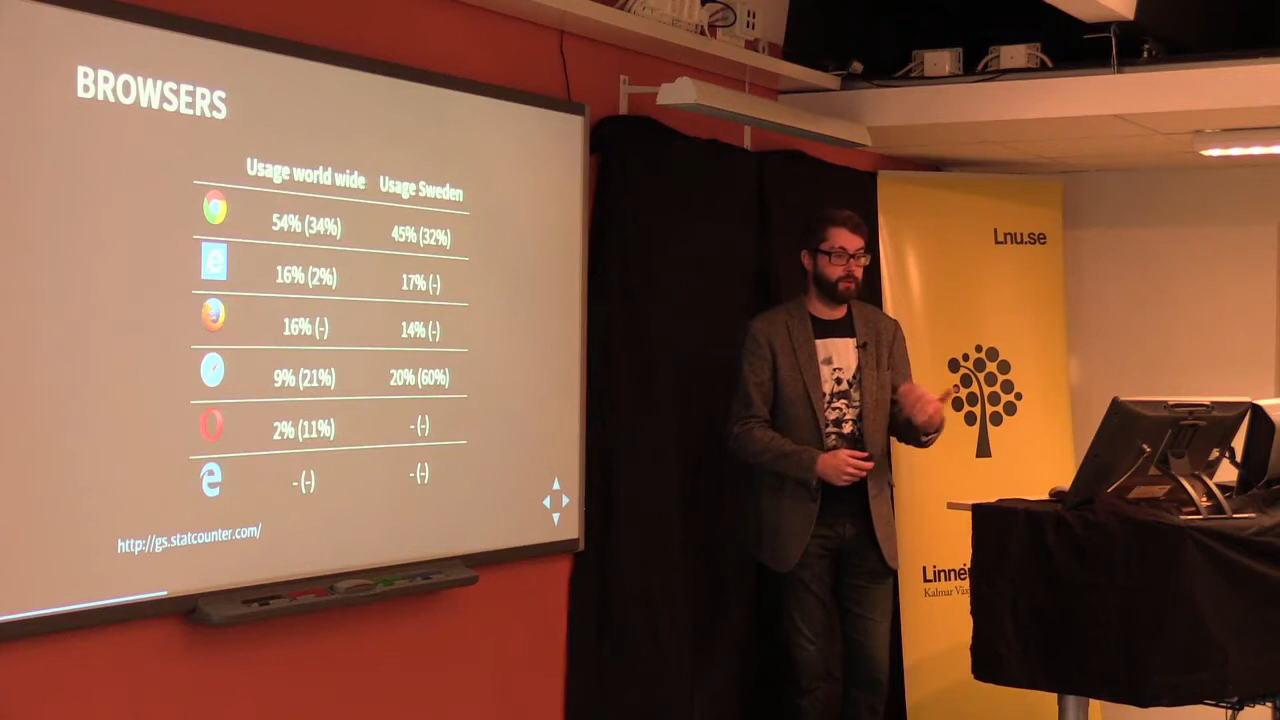 BROWSERS
Usage world wide Usage Sweden
54% (34%) 45% (32%)
16% (2%) 17% (-)
16% (-) 14% (-)
9% (21%) 20% (60%)
2% (11%) - (-)
- (-) - (-)
http://gs.statcounter.com/
Lnu.se
Kalmar